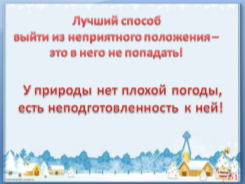 Лучший способ
выйти из неприятного положения –
это в него не попадать!
У природы нет плохой погоды,
есть неподготовленность к ней!